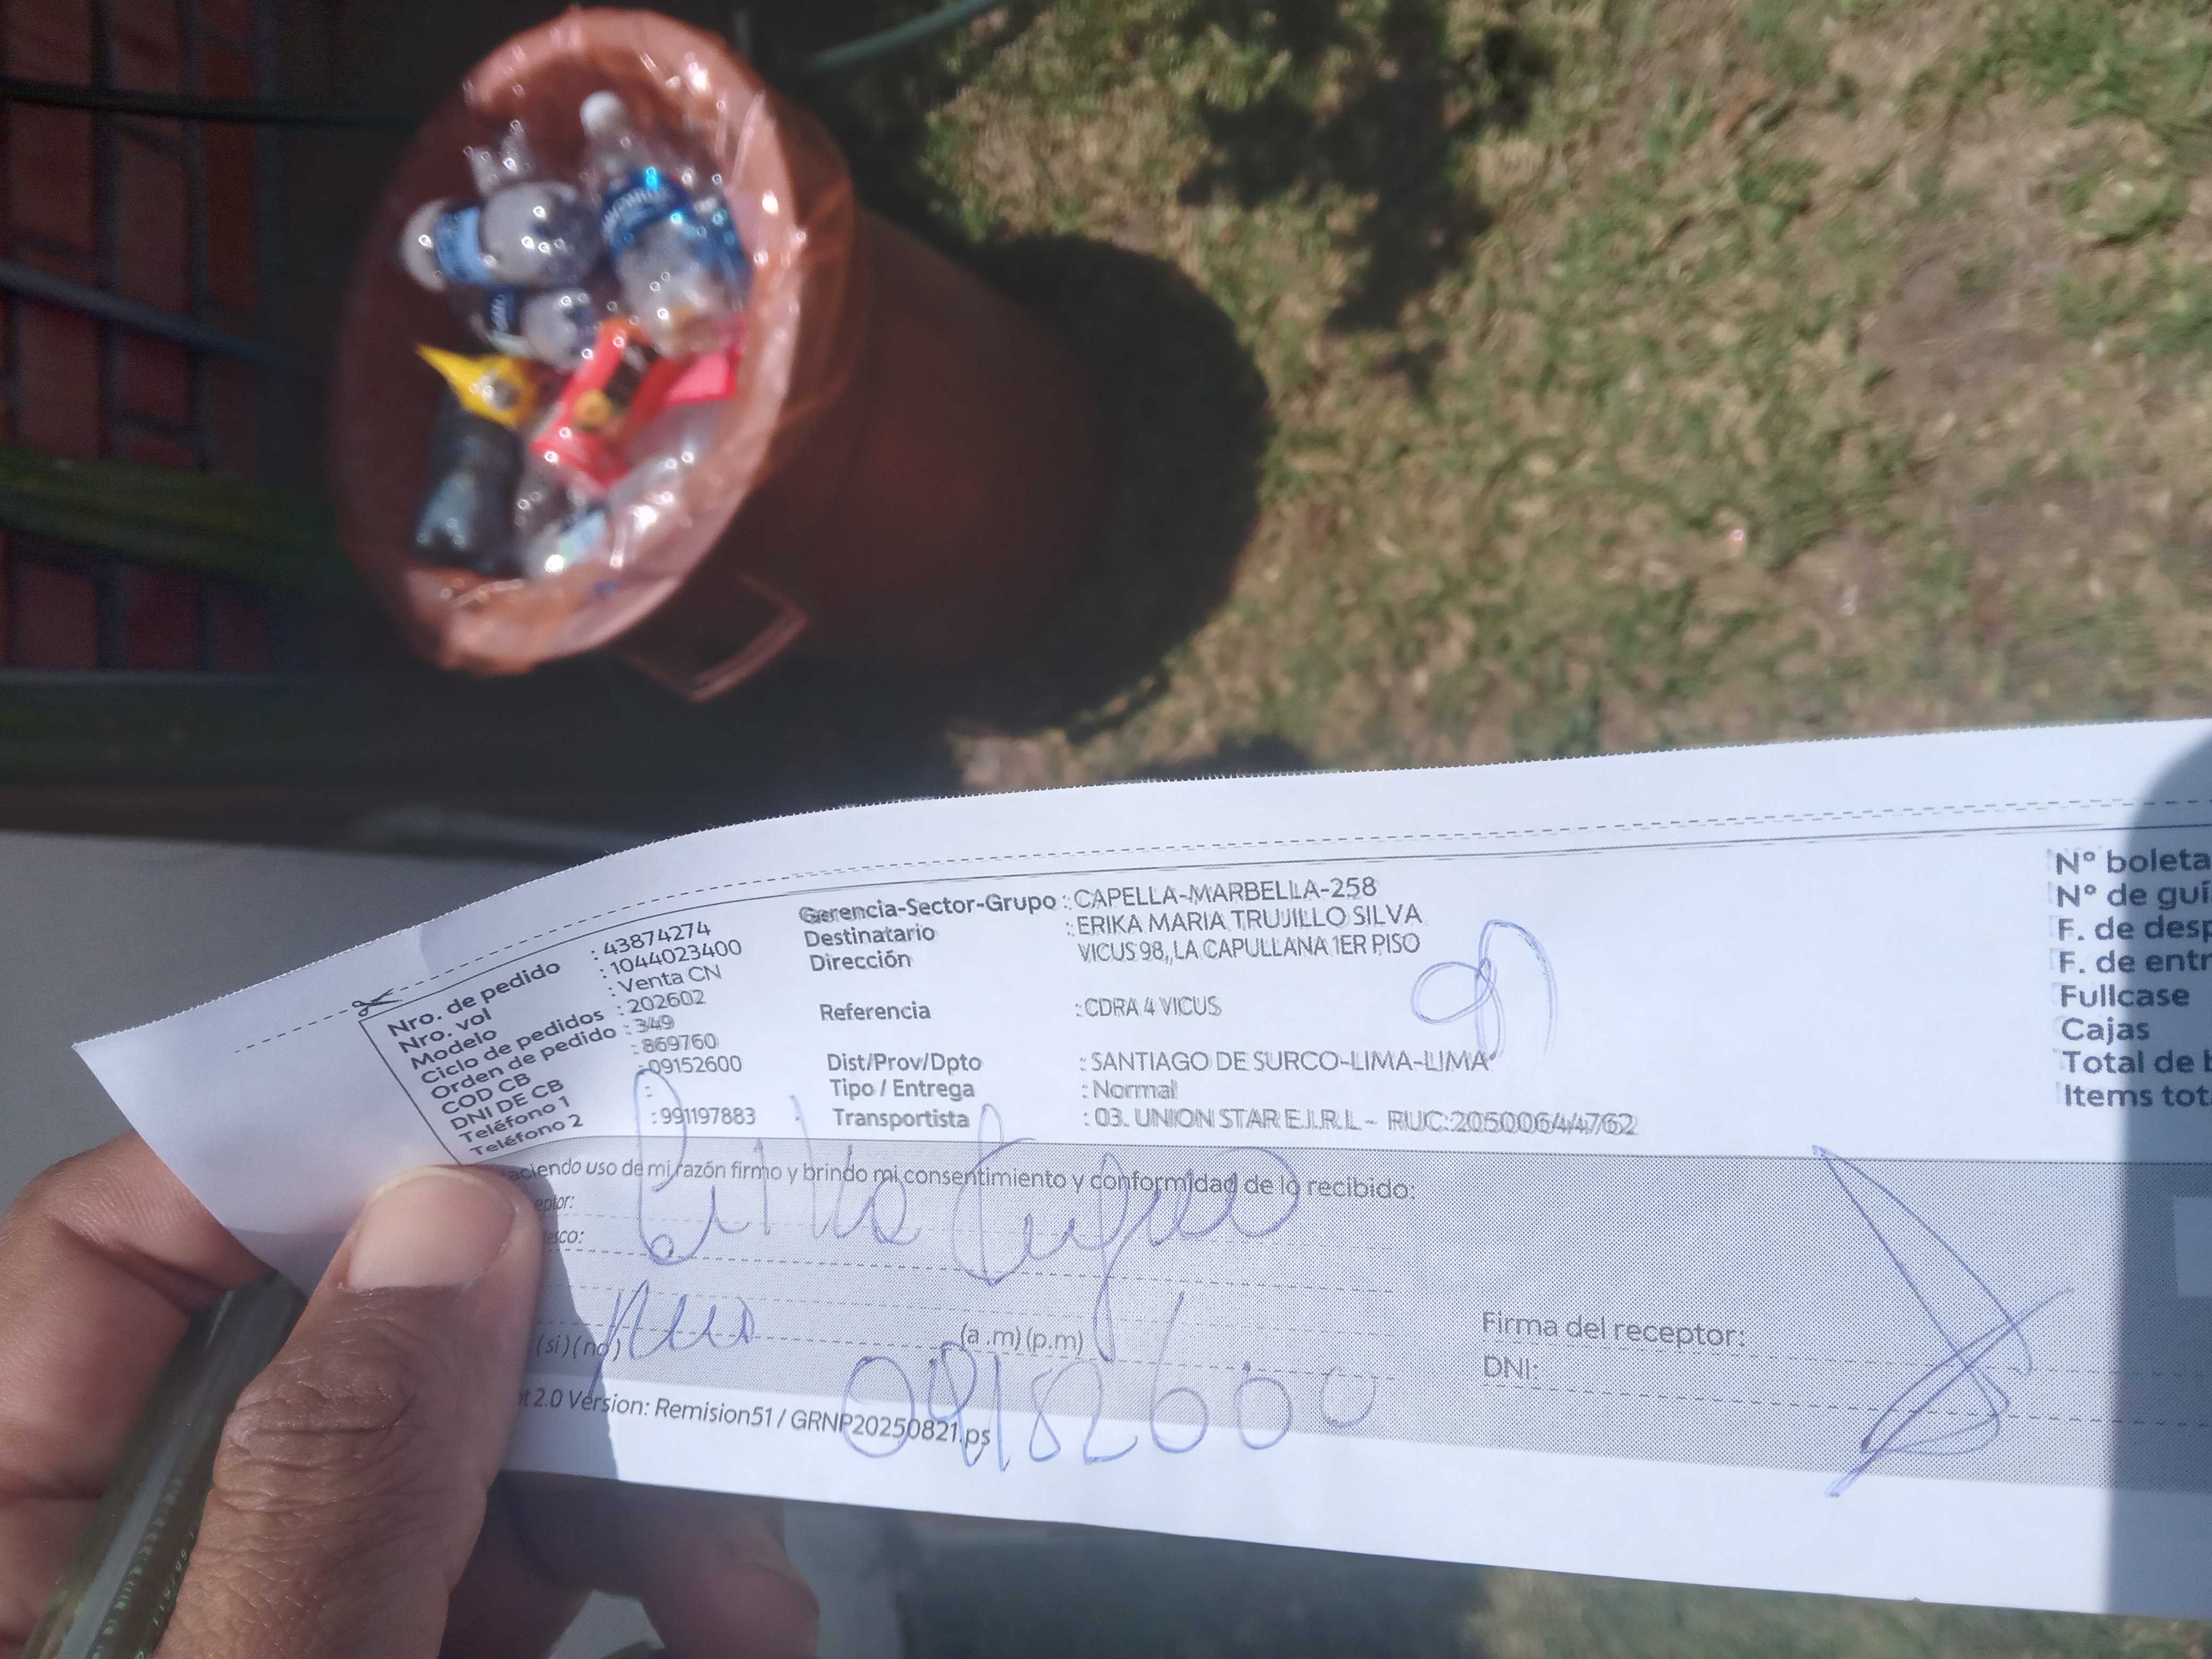 Nro. de pedido : 43874274
Nro. vol : 1044023400
Modelo : Venta CN
Ciclo de pedidos : 202602
Orden de pedido : 349
COD CB : 869760
DNI DE CB : 09152600
Teléfono 1 :
Teléfono 2 : 991197883
Gerencia-Sector-Grupo : CAPELLA-MARBELLA-258
Destinatario : ERIKA MARIA TRUJILLO SILVA
Dirección VICUS 98,,LA CAPULLANA 1ER PISO
Referencia : CDRA 4 VICUS
Dist/Prov/Dpto : SANTIAGO DE SURCO-LIMA-LIMA
Tipo / Entrega : Normal
Transportista : 03. UNION STAR E.I.R.L - RUC:20500644762
N° boleta
N° de guí
F. de desp
F. de entr
Fullcase
Cajas
Total de b
Items tot.
aciendo uso de mi razón firmo y brindo mi consentimiento y conformidad de lo recibido:
eptor:
esco:
(si) (no) (a .m) (p.m)
Firma del receptor:
DNI:
t 2.0 Version: Remision51 / GRNP20250821.ps